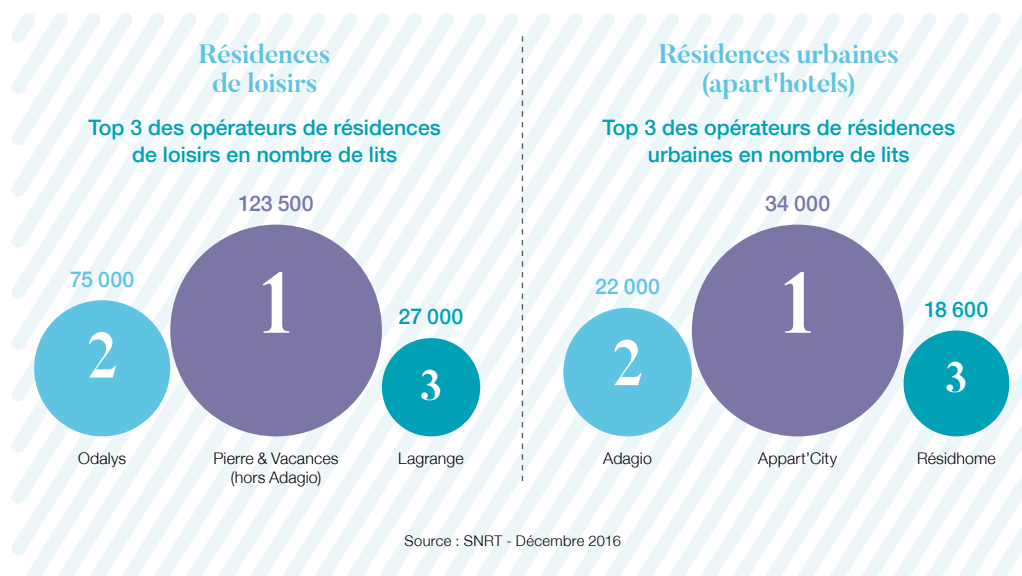 Résidences
de loisirs
Top 3 des opérateurs de résidences
de loisirs en nombre de lits
123 500
75 000
27 000
1
2
3
Odalys
Pierre & Vacances
(hors Adagio)
Lagrange
Résidences urbaines
(apart'hotels)
Top 3 des opérateurs de résidences
urbaines en nombre de lits
34 000
22 000
18 600
1
2
3
Adagio
Appart’City
Résidhome
Source : SNRT - Décembre 2016